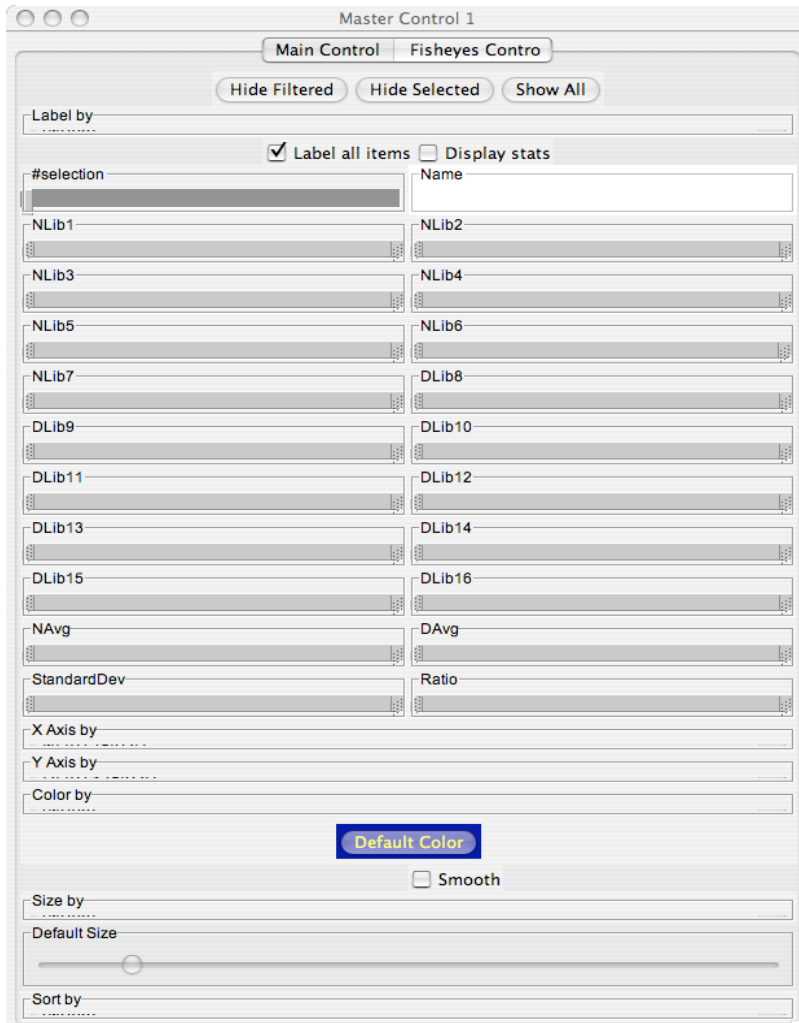 Master Control 1
Main Control Fisheyes Contro
Hide Filtered Hide Selected Show All
Label by
Label all items Display stats
#selection Name
NLib1 NLib2
NLib3 NLib4
NLib5 NLib6
NLib7 DLib8
DLib9 DLib10
DLib11 DLib12
DLib13 DLib14
DLib15 DLib16
NAvg DAvg
StandardDev Ratio
X Axis by
Y Axis by
Color by
Default Color
Smooth
Size by
Default Size
Sort by